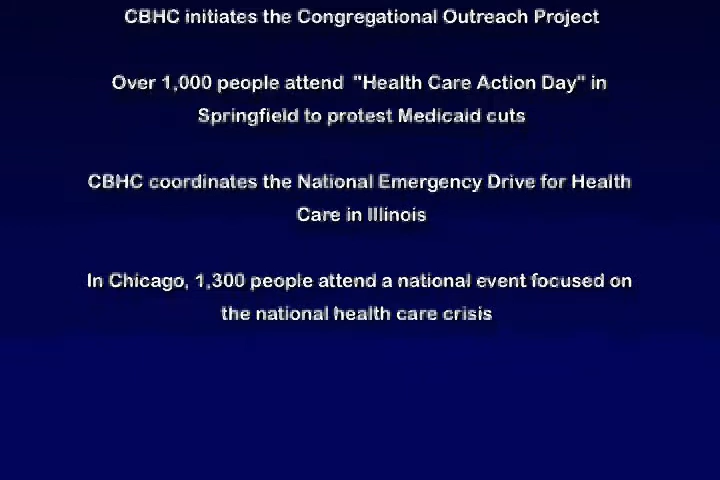 CBHC initiates the Congregational Outreach Project
Over 1,000 people attend "Health Care Action Day" in
Springfield to protest Medicaid cuts
CBHC coordinates the National Emergency Drive for Health
Care in Illinois
In Chicago, 1,300 people attend a national event focused on
the national health care crisis